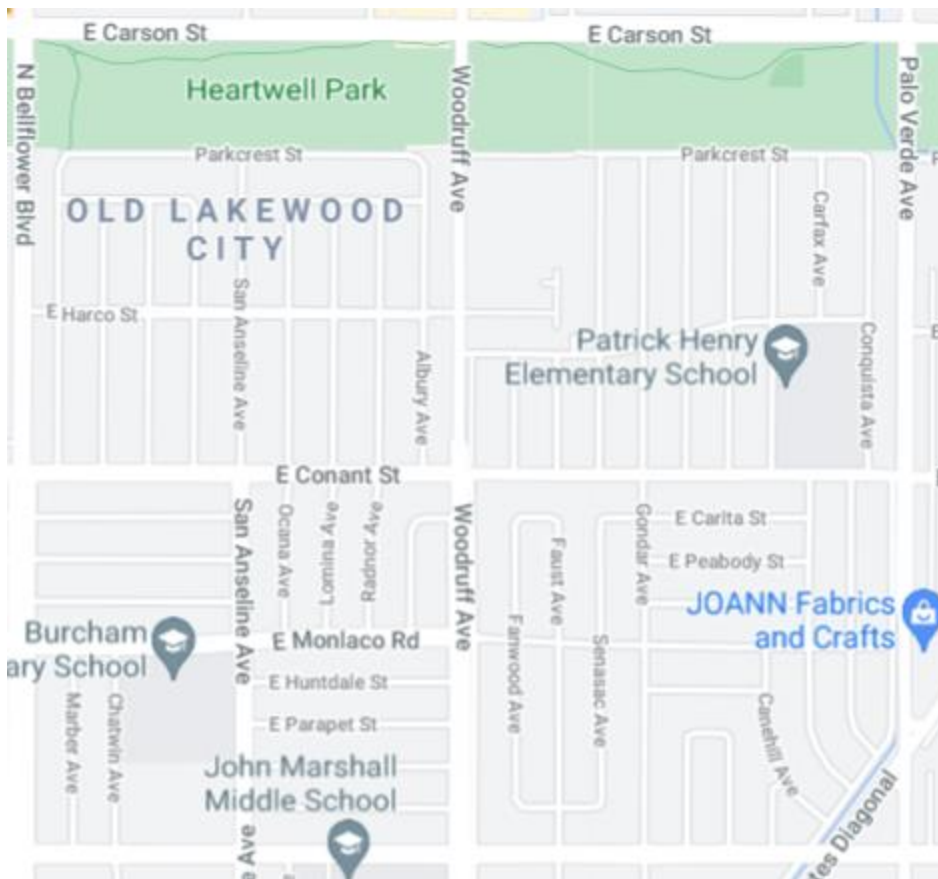 E Carson St
E Carson St
N Bellflower Blvd
Heartwell Park
Woodruff Ave
Palo Verde Ave
Parkcrest St
Parkcrest St
OLD LAKEWOOD
CITY
Carfax Ave
San Anseline Ave
E Harco St
Albury Ave
Patrick Henry
Elementary School
Conquista Ave
E Conant St
San Anseline Ave
Ocana Ave
Lomina Ave
Radnor Ave
Woodruff Ave
Faust Ave
Gondar Ave
E Carita St
E Peabody St
JOANN Fabrics
and Crafts
Burcham
ary School
E Monlaco Rd
Fanwood Ave
Senasac Ave
E Huntdale St
Marber Ave
Chatwin Ave
E Parapet St
Canehill Ave
John Marshall
Middle School
Ave
Diagonal